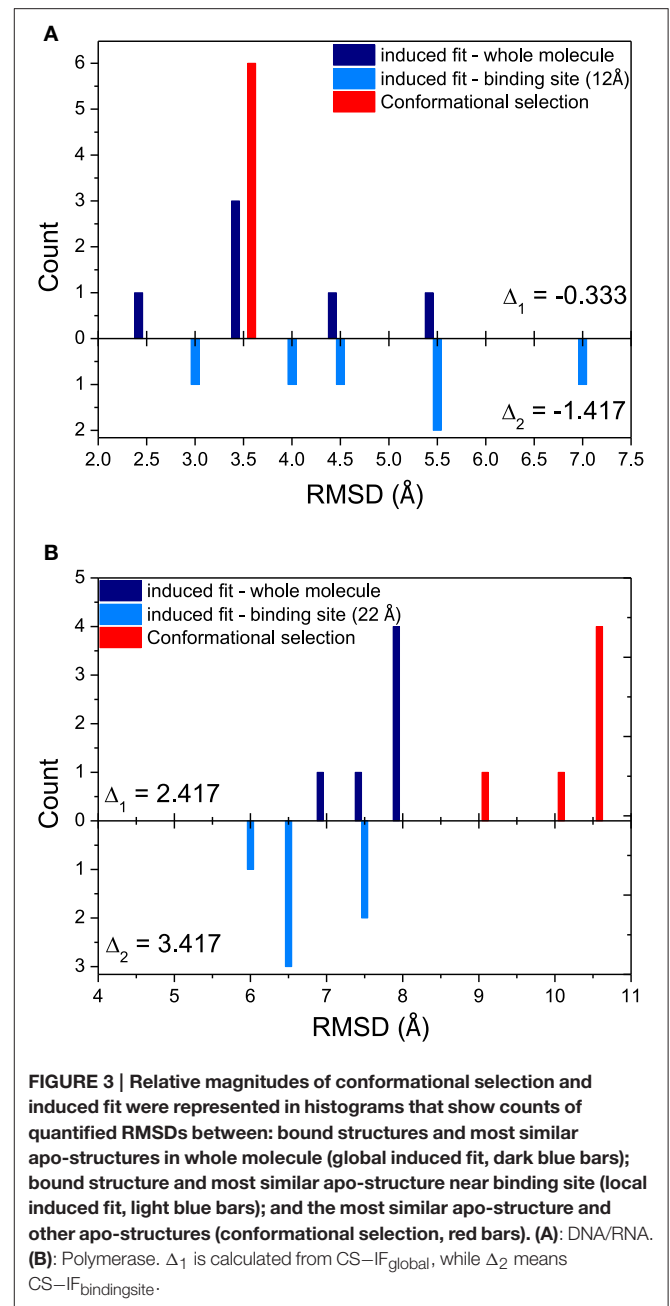 A
induced fit - whole molecule
induced fit - binding site (12Å)
Conformational selection
6
5
4
3
2
1
0
1
2
Count
Δ1 = -0.333
Δ2 = -1.417
2.0 2.5 3.0 3.5 4.0 4.5 5.0 5.5 6.0 6.5 7.0 7.5
RMSD (Å)
B
induced fit - whole molecule
induced fit - binding site (22 Å)
Conformational selection
5
4
3
2
1
0
1
2
3
Count
Δ1 = 2.417
Δ2 = 3.417
4 5 6 7 8 9 10 11
RMSD (Å)
FIGURE 3 | Relative magnitudes of conformational selection and
induced fit were represented in histograms that show counts of
quantified RMSDs between: bound structures and most similar
apo-structures in whole molecule (global induced fit, dark blue bars);
bound structure and most similar apo-structure near binding site (local
induced fit, light blue bars); and the most similar apo-structure and
other apo-structures (conformational selection, red bars). (A): DNA/RNA.
(B): Polymerase. Δ1 is calculated from CS–IFglobal, while Δ2 means
CS–IFbindingsite.